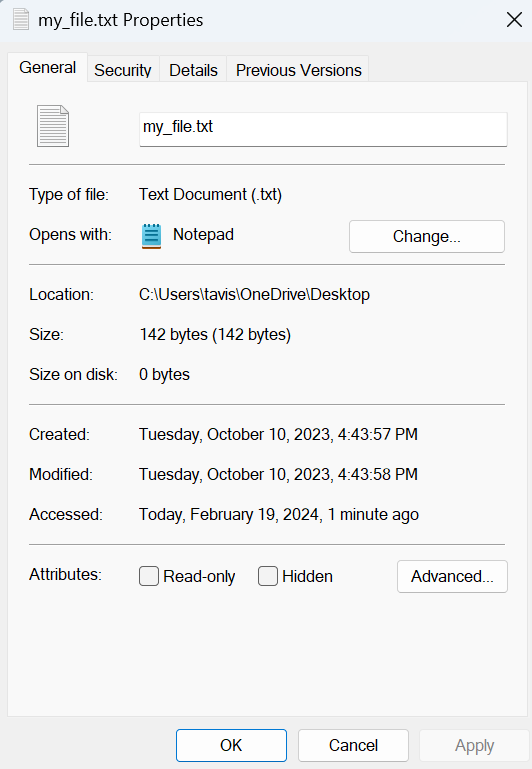 my_file.txt Properties
General Security Details Previous Versions
my_file.txt
Type of file: Text Document (.txt)
Opens with: Notepad Change...
Location: C:\Users\tavis\OneDrive\Desktop
Size: 142 bytes (142 bytes)
Size on disk: 0 bytes
Created: Tuesday, October 10, 2023, 4:43:57 PM
Modified: Tuesday, October 10, 2023, 4:43:58 PM
Accessed: Today, February 19, 2024, 1 minute ago
Attributes: Read-only Hidden Advanced...
OK Cancel Apply